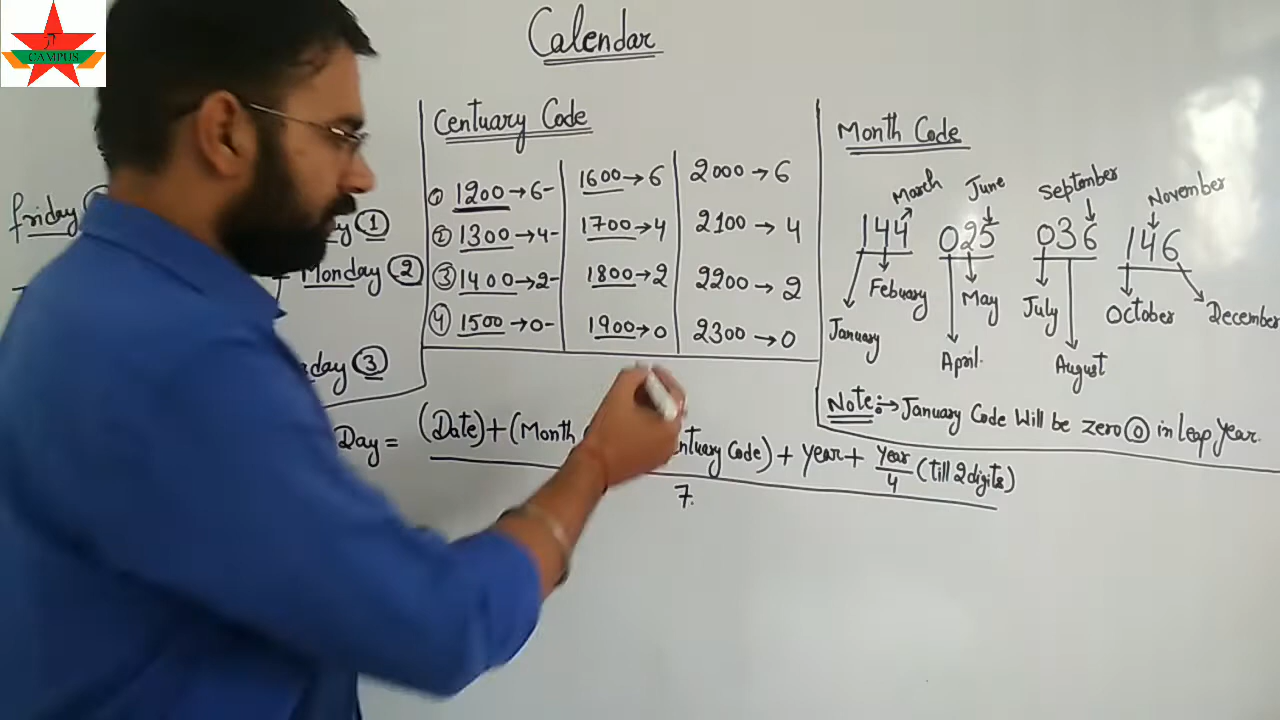 CAMPUS
Calendar
Centuary Code
① 1200→6-
② 1300→4-
③ 1400→2-
④ 1500→0-
1600→6
1700→4
1800→2
1900→0
2000→6
2100→4
2200→2
2300→0
Month Code
March
June
September
November
144 025 036 146
January
Febuary
April.
May
July
August
October
December
Note:→January Code Will be zero⓪ in leap year.
friday
①
Monday ②
day ③
Day= (Date)+(Month Code) + year+ year/4 (till 2 digits)
7.